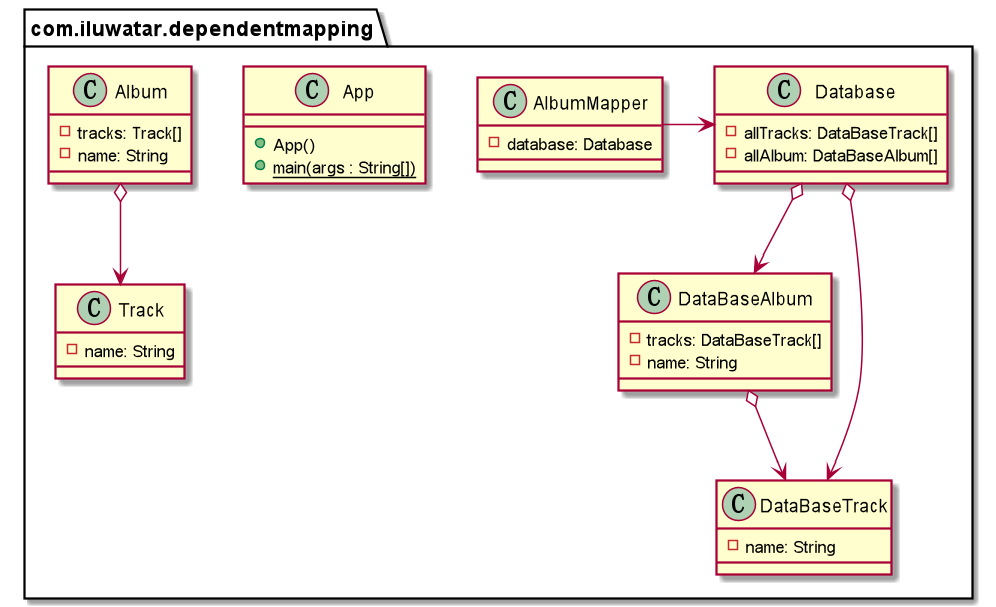 com.iluwatar.dependentmapping
C Album
tracks: Track[]
name: String
C App
App()
main(args : String[])
C AlbumMapper
database: Database
C Database
allTracks: DataBaseTrack[]
allAlbum: DataBaseAlbum[]
C Track
name: String
C DataBaseAlbum
tracks: DataBaseTrack[]
name: String
C DataBaseTrack
name: String